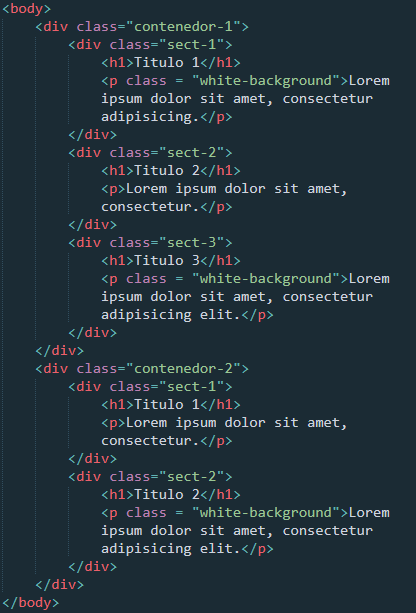 <body>
<div class="contenedor-1">
<div class="sect-1">
<h1>Titulo 1</h1>
<p class = "white-background">Lorem
ipsum dolor sit amet, consectetur
adipisicing.</p>
</div>
<div class="sect-2">
<h1>Titulo 2</h1>
<p>Lorem ipsum dolor sit amet,
consectetur.</p>
</div>
<div class="sect-3">
<h1>Titulo 3</h1>
<p class = "white-background">Lorem
ipsum dolor sit amet, consectetur
adipisicing elit.</p>
</div>
</div>
<div class="contenedor-2">
<div class="sect-1">
<h1>Titulo 1</h1>
<p>Lorem ipsum dolor sit amet,
consectetur.</p>
</div>
<div class="sect-2">
<h1>Titulo 2</h1>
<p class = "white-background">Lorem
ipsum dolor sit amet, consectetur
adipisicing elit.</p>
</div>
</div>
</body>